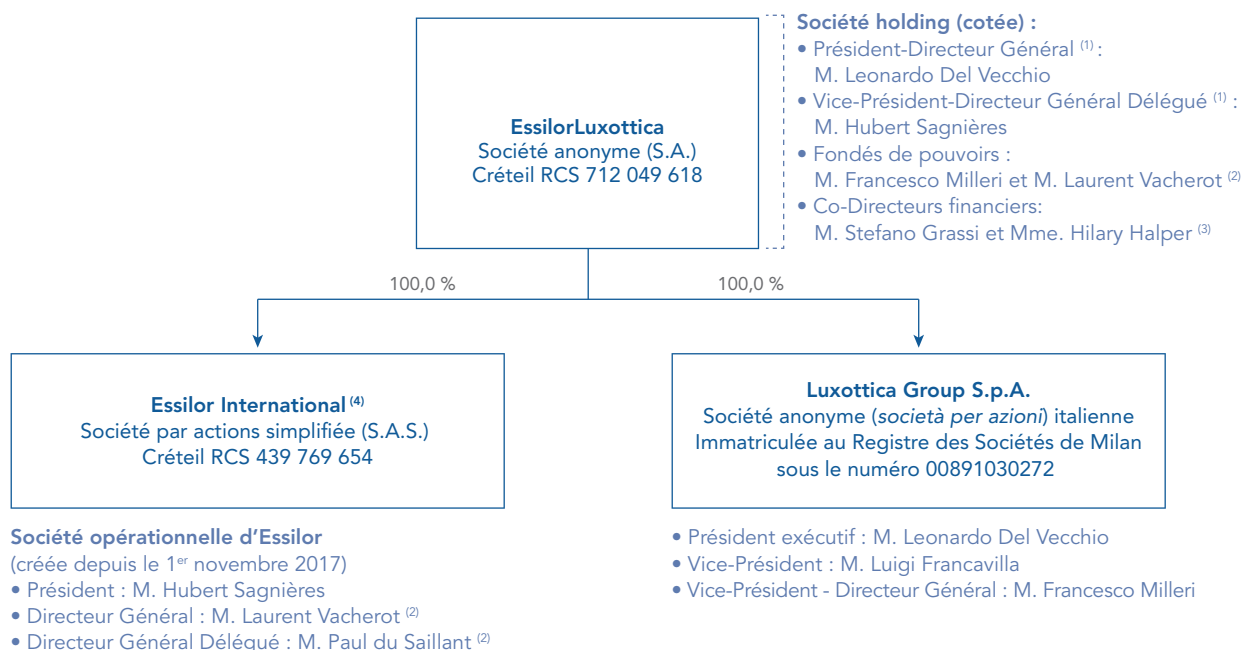 EssilorLuxottica
Société anonyme (S.A.)
Créteil RCS 712 049 618
Société holding (cotée) :
• Président-Directeur Général (1) :
M. Leonardo Del Vecchio
• Vice-Président-Directeur Général Délégué (1) :
M. Hubert Sagnières
• Fondés de pouvoirs :
M. Francesco Milleri et M. Laurent Vacherot (2)
• Co-Directeurs financiers:
M. Stefano Grassi et Mme. Hilary Halper (3)
100,0 %
100,0 %
Essilor International (4)
Société par actions simplifiée (S.A.S.)
Créteil RCS 439 769 654
Société opérationnelle d’Essilor
(créée depuis le 1er novembre 2017)
• Président : M. Hubert Sagnières
• Directeur Général : M. Laurent Vacherot (2)
• Directeur Général Délégué : M. Paul du Saillant (2)
Luxottica Group S.p.A.
Société anonyme (società per azioni) italienne
Immatriculée au Registre des Sociétés de Milan
sous le numéro 00891030272
• Président exécutif : M. Leonardo Del Vecchio
• Vice-Président : M. Luigi Francavilla
• Vice-Président - Directeur Général : M. Francesco Milleri